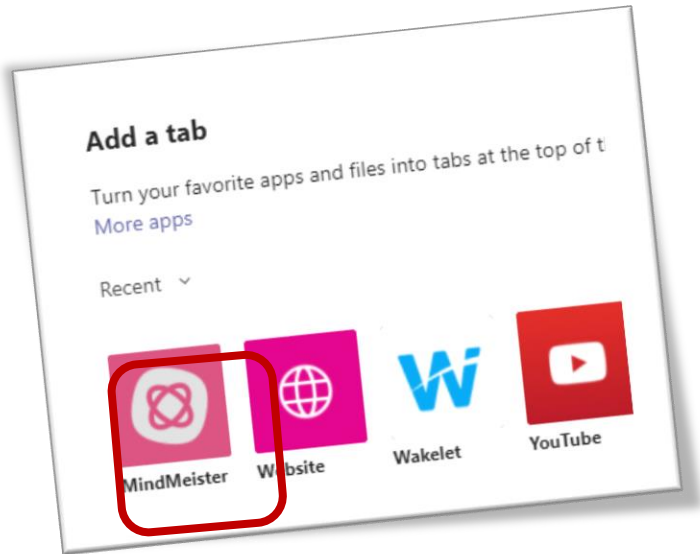 Add a tab
Turn your favorite apps and files into tabs at the top of t
More apps
Recent
MindMeister Website Wakelet YouTube